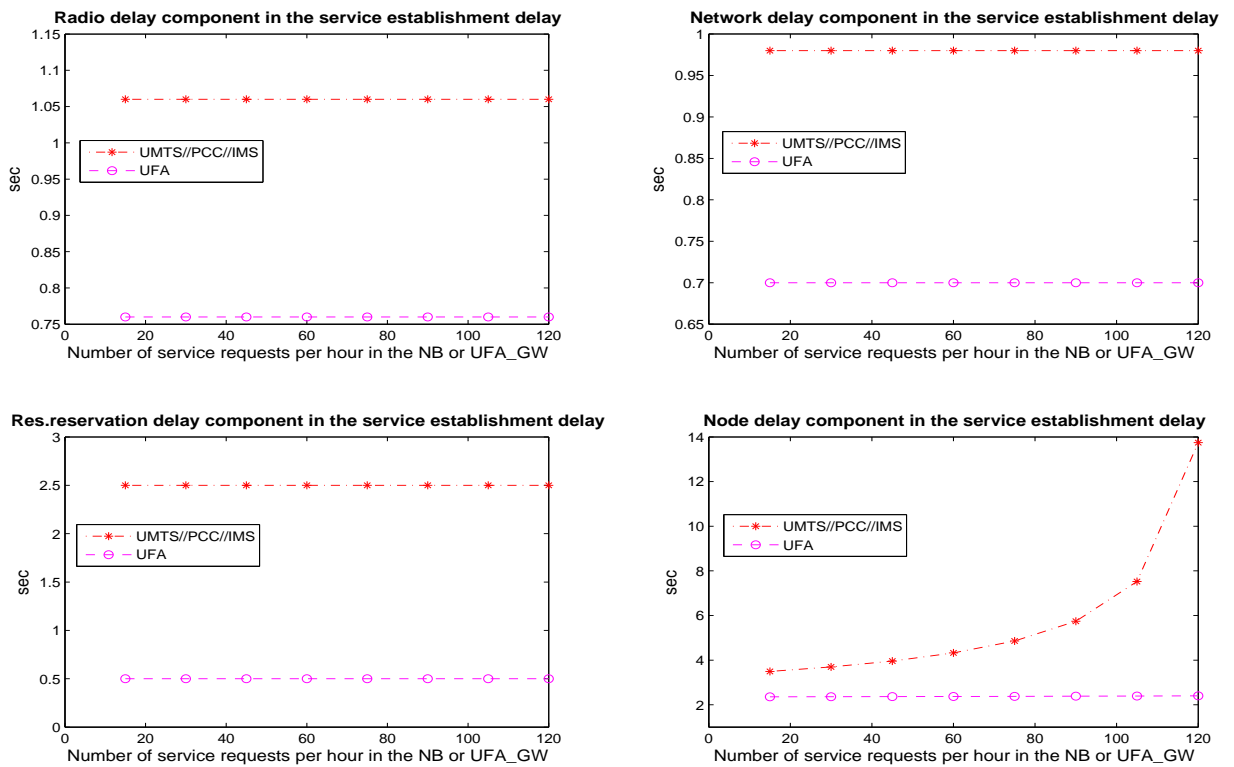 Radio delay component in the service establishment delay
1.15
1.1
1.05
1
0.95
0.9
0.85
0.8
0.75
sec
UMTS//PCC//IMS
UFA
0 20 40 60 80 100 120
Number of service requests per hour in the NB or UFA_GW
Network delay component in the service establishment delay
1
0.95
0.9
0.85
0.8
0.75
0.7
0.65
sec
UMTS//PCC//IMS
UFA
0 20 40 60 80 100 120
Number of service requests per hour in the NB or UFA_GW
Res.reservation delay component in the service establishment delay
3
2.5
2
1.5
1
0.5
0
sec
UMTS//PCC//IMS
UFA
0 20 40 60 80 100 120
Number of service requests per hour in the NB or UFA_GW
Node delay component in the service establishment delay
14
12
10
8
6
4
2
sec
UMTS//PCC//IMS
UFA
0 20 40 60 80 100 120
Number of service requests per hour in the NB or UFA_GW